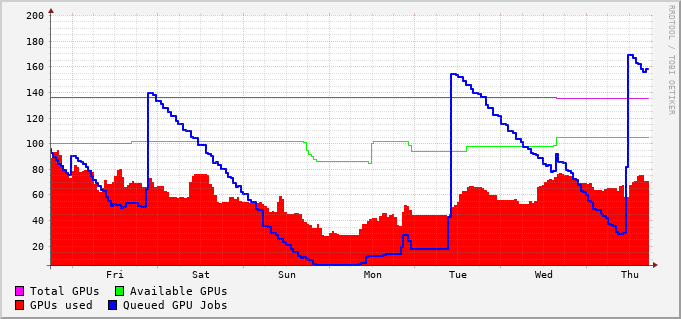 200
180
160
140
120
100
80
60
40
20
Fri Sat Sun Mon Tue Wed Thu
Total GPUs Available GPUs
GPUs used Queued GPU Jobs
RRDTOOL / TOBI OETIKER